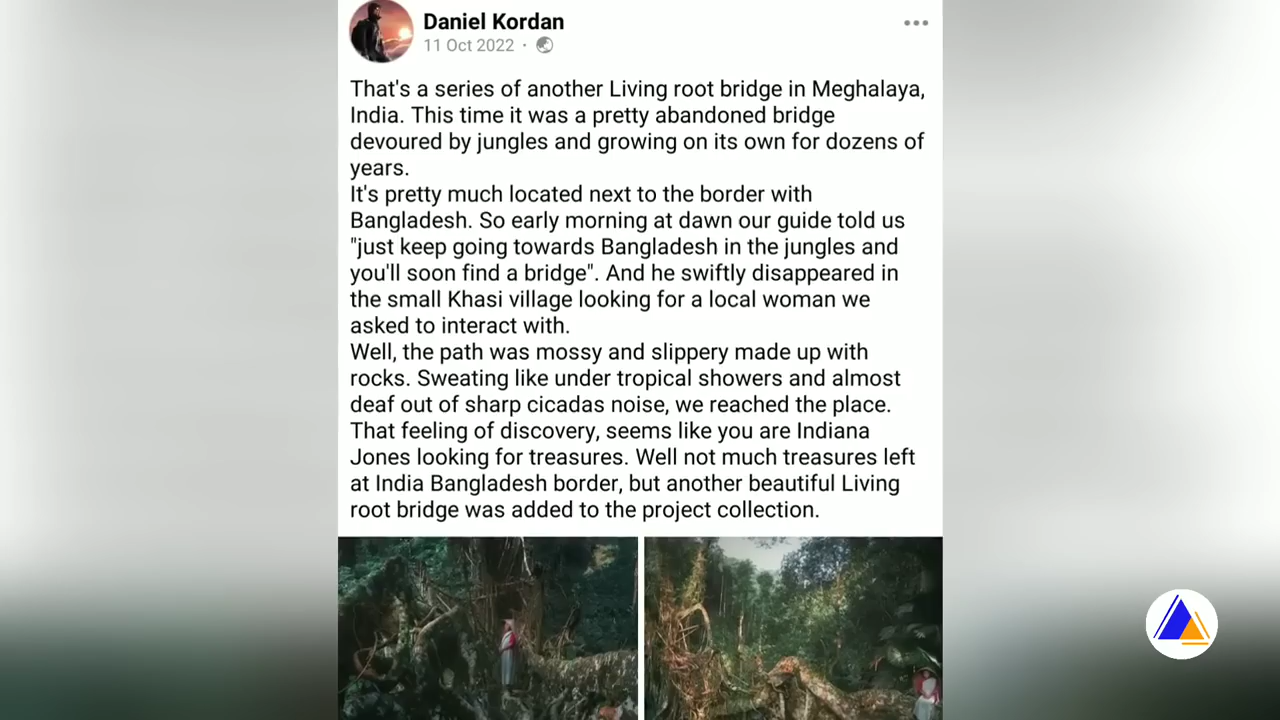 Daniel Kordan
11 Oct 2022 ·
That's a series of another Living root bridge in Meghalaya,
India. This time it was a pretty abandoned bridge
devoured by jungles and growing on its own for dozens of
years.
It's pretty much located next to the border with
Bangladesh. So early morning at dawn our guide told us
"just keep going towards Bangladesh in the jungles and
you'll soon find a bridge". And he swiftly disappeared in
the small Khasi village looking for a local woman we
asked to interact with.
Well, the path was mossy and slippery made up with
rocks. Sweating like under tropical showers and almost
deaf out of sharp cicadas noise, we reached the place.
That feeling of discovery, seems like you are Indiana
Jones looking for treasures. Well not much treasures left
at India Bangladesh border, but another beautiful Living
root bridge was added to the project collection.